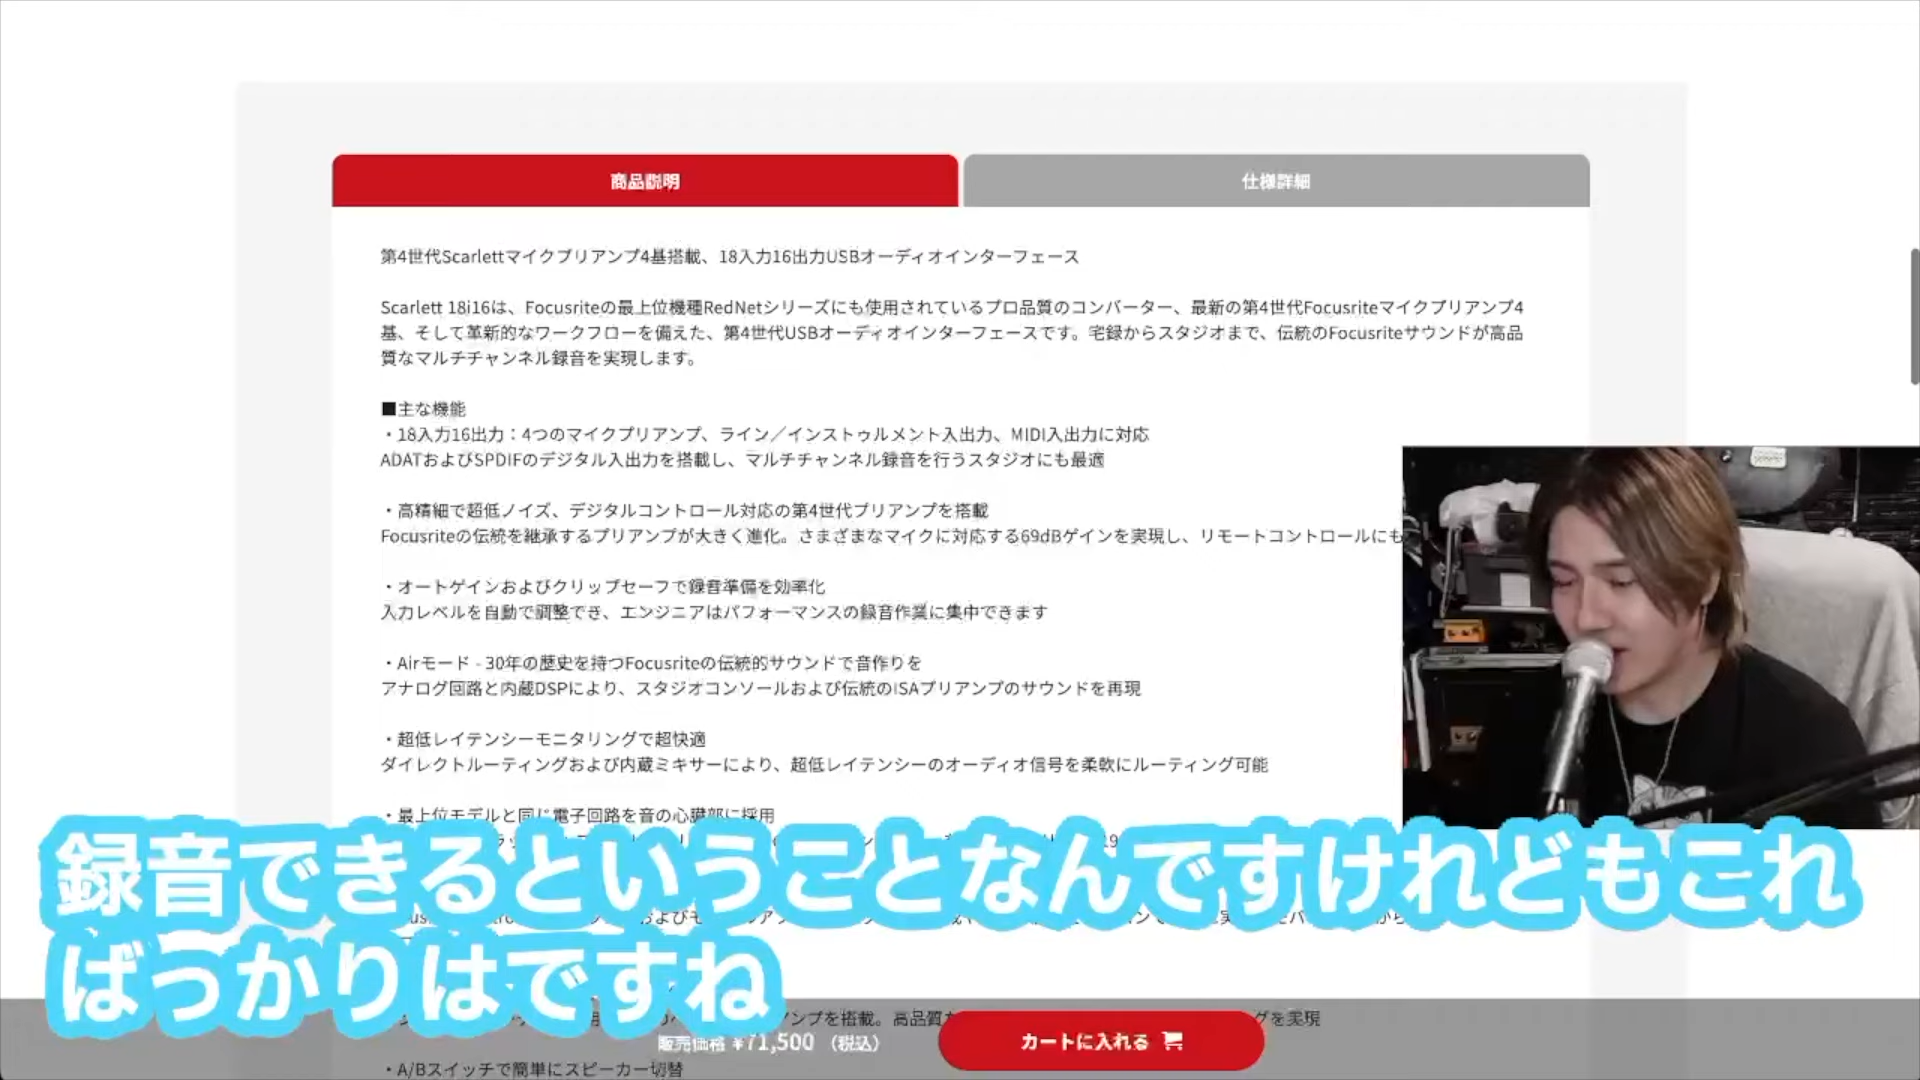 商品説明
仕様詳細
第4世代Scarlettマイクプリアンプ4基搭載、18入力16出力USBオーディオインターフェース
Scarlett 18i16は、Focusriteの最上位機種RedNetシリーズにも使用されているプロ品質のコンバーター、最新の第4世代Focusriteマイクプリアンプ4
基、そして革新的なワークフローを備えた、第4世代USBオーディオインターフェースです。宅録からスタジオまで、伝統のFocusriteサウンドが高品
質なマルチチャンネル録音を実現します。
■主な機能
・18入力16出力：4つのマイクプリアンプ、ライン／インストゥルメント入出力、MIDI入出力に対応
ADATおよびSPDIFのデジタル入出力を搭載し、マルチチャンネル録音を行うスタジオにも最適
・高精細で超低ノイズ、デジタルコントロール対応の第4世代プリアンプを搭載
Focusriteの伝統を継承するプリアンプが大きく進化。さまざまなマイクに対応する69dBゲインを実現し、リモートコントロールにも
・オートゲインおよびクリップセーフで録音準備を効率化
入力レベルを自動で調整でき、エンジニアはパフォーマンスの録音作業に集中できます
・Airモード - 30年の歴史を持つFocusriteの伝統的サウンドで音作りを
アナログ回路と内蔵DSPにより、スタジオコンソールおよび伝統のISAプリアンプのサウンドを再現
・超低レイテンシーモニタリングで超快適
ダイレクトルーティングおよび内蔵ミキサーにより、超低レイテンシーのオーディオ信号を柔軟にルーティング可能
・最上位モデルと同じ電子回路を音の心臓部に採用
録音できるということなんですけれどもこれ
ばっかりはですね
ンプを搭載。高品質
グを実現
販売価格 ¥71,500 （税込）
カートに入れる
・A/Bスイッチで簡単にスピーカー切替